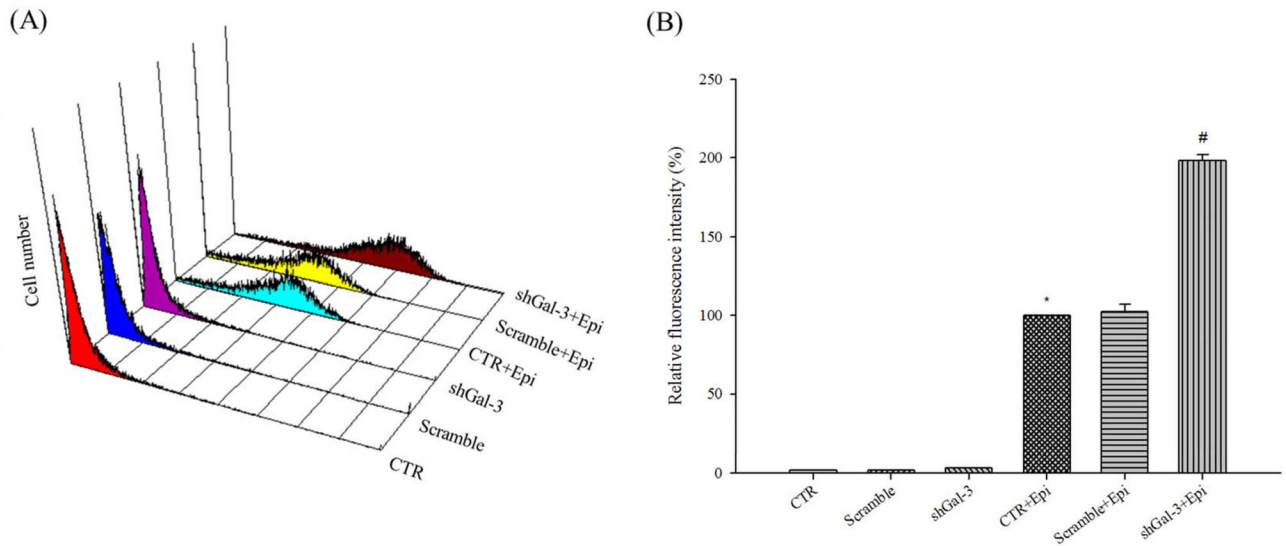 (A)
Cell number
shGal-3+Epi
Scramble+Epi
CTR+Epi
shGal-3
Scramble
CTR
(B)
Relative fluorescence intensity (%)
250
200
150
100
50
0
*
#
CTR
Scramble
shGal-3
CTR+Epi
Scramble+Epi
shGal-3+Epi